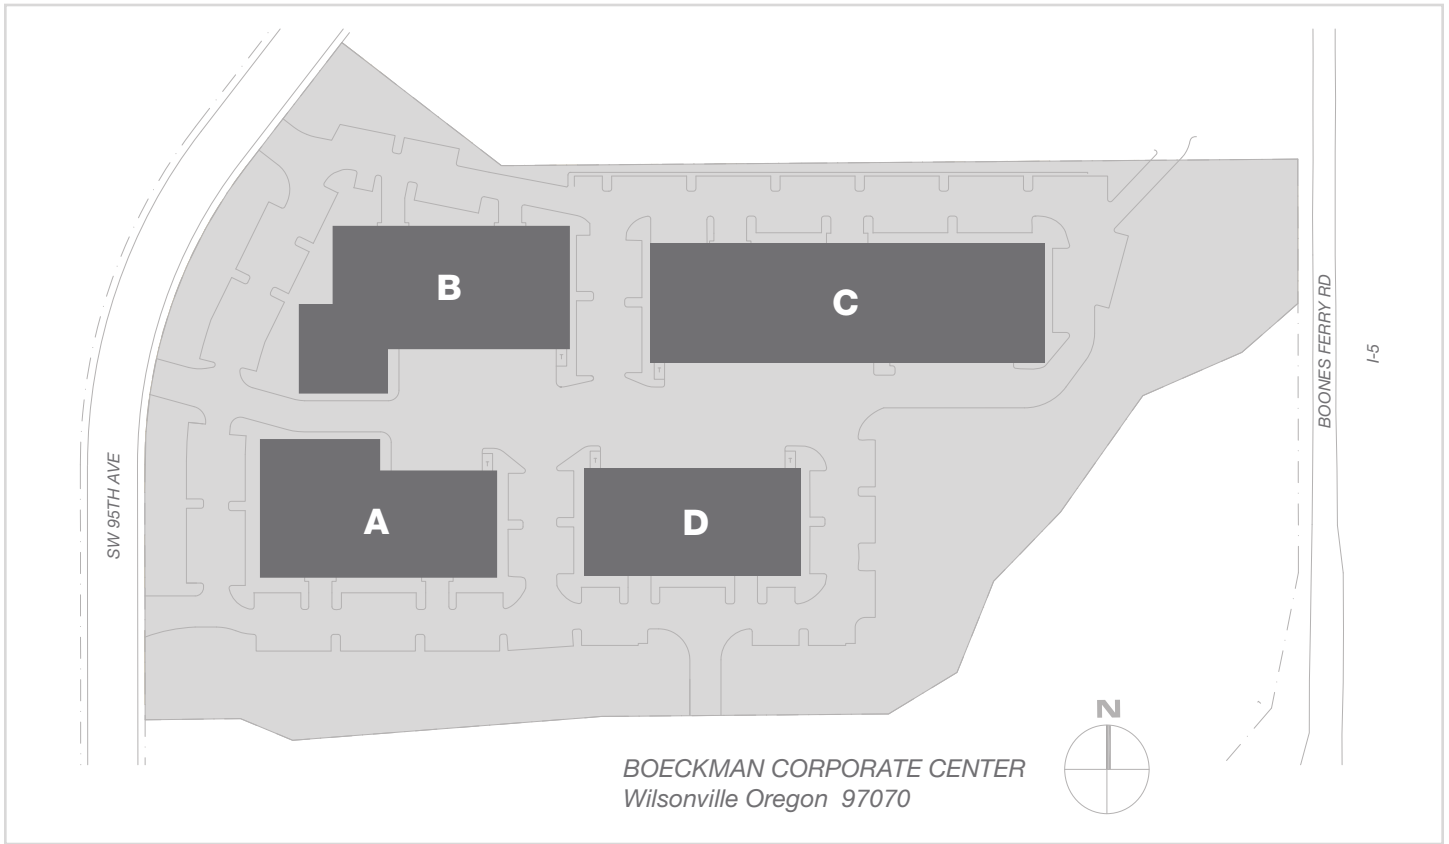 B
C
BOONES FERRY RD
I-5
SW 95TH AVE
A
D
N
BOECKMAN CORPORATE CENTER
Wilsonville Oregon 97070